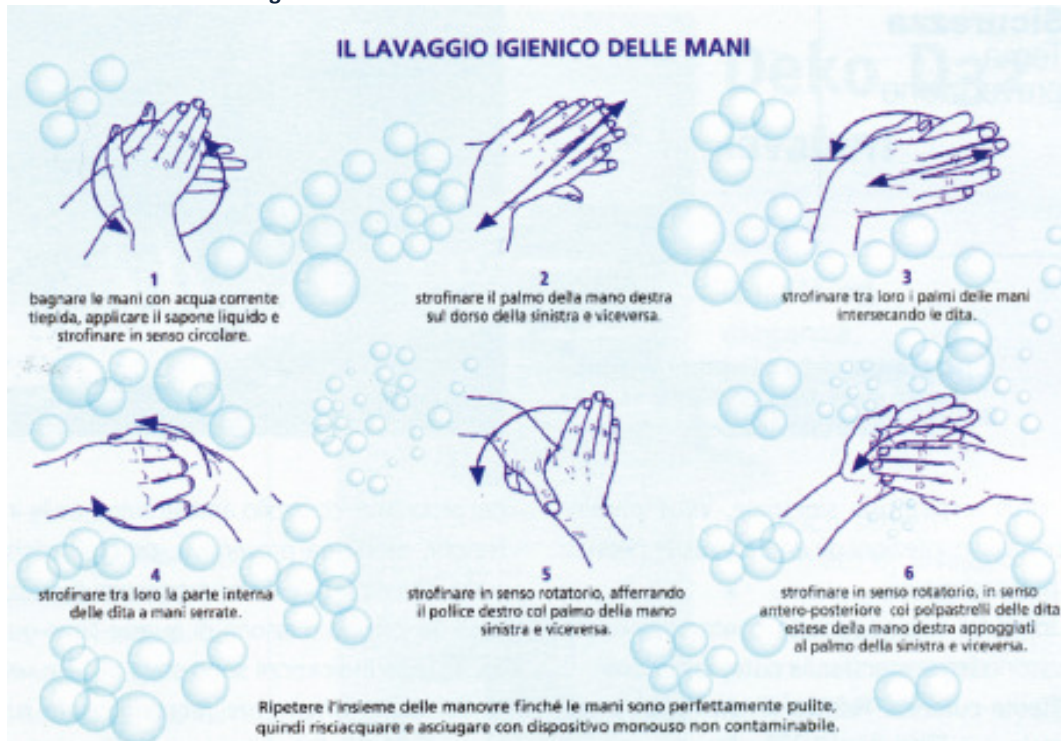 IL LAVAGGIO IGIENICO DELLE MANI
1
bagnare le mani con acqua corrente
tiepida, applicare il sapone liquido e
strofinare in senso circolare.
2
strofinare il palmo della mano destra
sul dorso della sinistra e viceversa.
3
strofinare tra loro i palmi delle mani
intersecando le dita.
4
strofinare tra loro la parte interna
delle dita a mani serrate.
5
strofinare in senso rotatorio, afferrando
il pollice destro col palmo della mano
sinistra e viceversa.
6
strofinare in senso rotatorio, in senso
antero-posteriore coi polpastrelli delle dita
estese della mano destra appoggiati
al palmo della sinistra e viceversa.
Ripetere l'insieme delle manovre finché le mani sono perfettamente pulite,
quindi risciacquare e asciugare con dispositivo monouso non contaminabile.